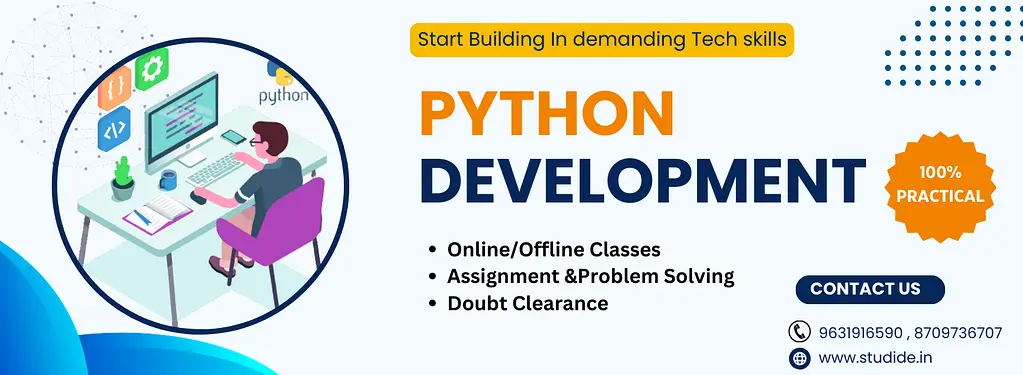 Start Building In demanding Tech skills
python
PYTHON
DEVELOPMENT
100%
PRACTICAL
• Online/Offline Classes
• Assignment &Problem Solving
• Doubt Clearance
CONTACT US
9631916590 , 8709736707
www.studide.in